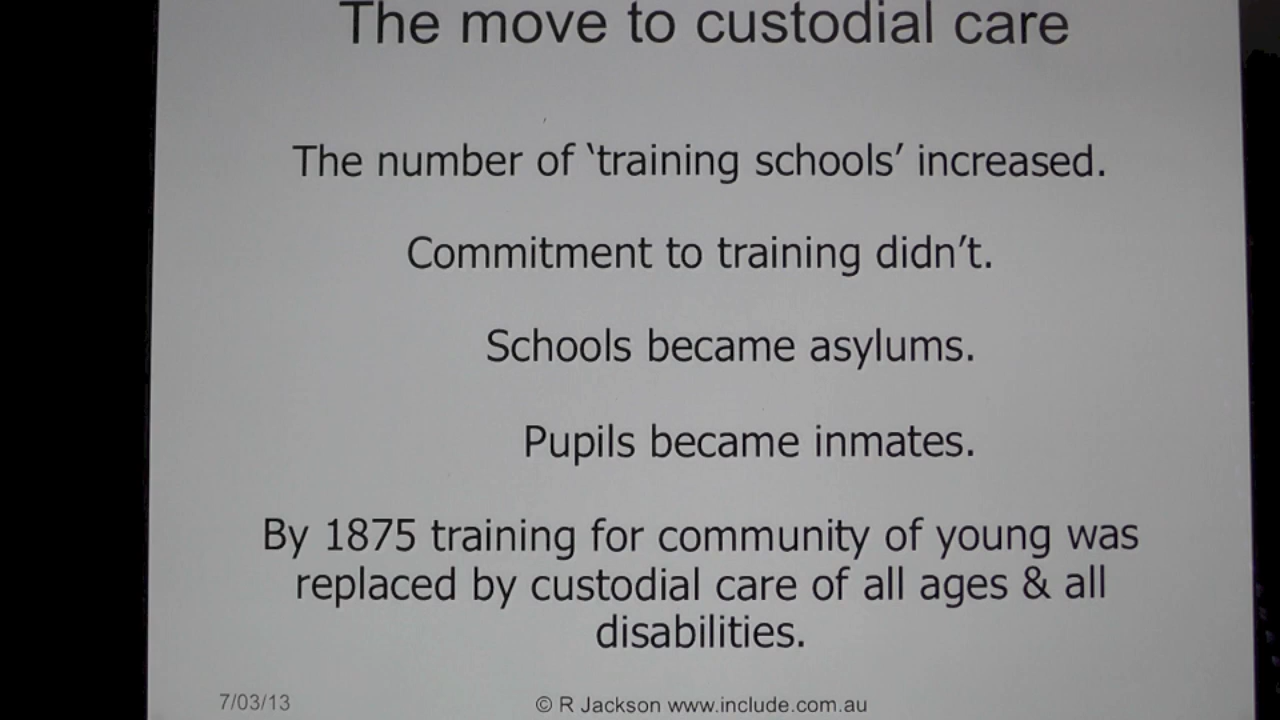 The move to custodial care
The number of ‘training schools’ increased.
Commitment to training didn’t.
Schools became asylums.
Pupils became inmates.
By 1875 training for community of young was
replaced by custodial care of all ages & all
disabilities.
7/03/13
© R Jackson www.include.com.au